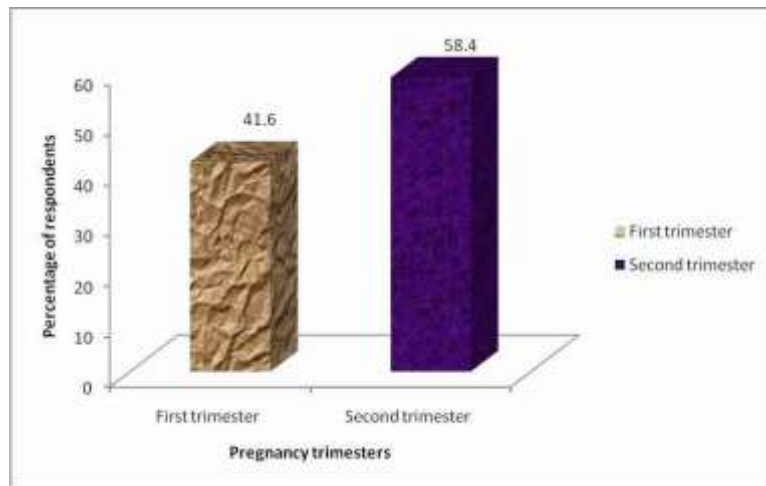 58.4
41.6
60
50
40
30
20
10
0
Percentage of respondents
First trimester
Second trimester
First trimester
Second trimester
Pregnancy trimesters